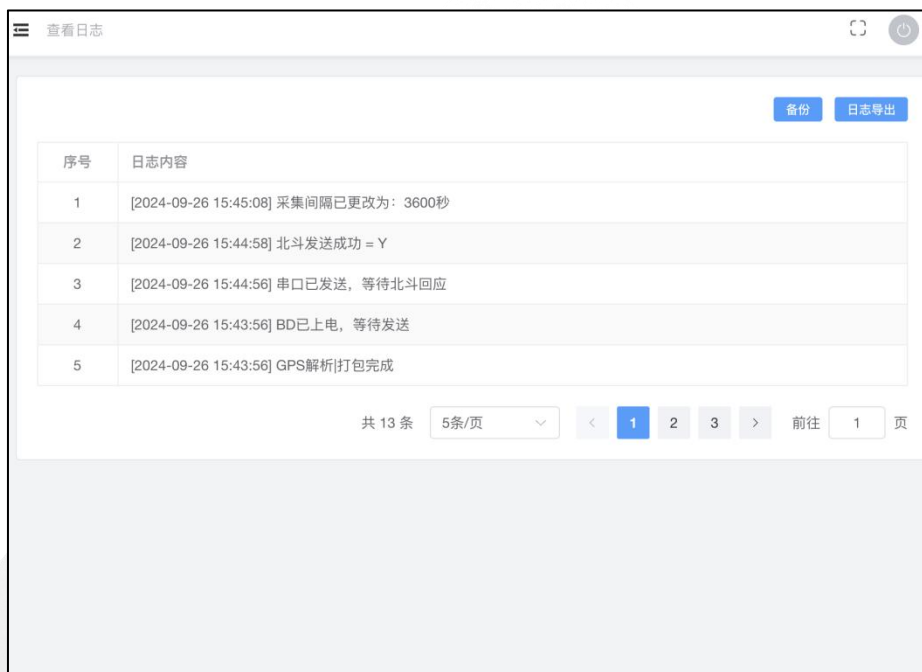 查看日志
备份 日志导出
序号 日志内容
1 [2024-09-26 15:45:08] 采集间隔已更改为：3600秒
2 [2024-09-26 15:44:58] 北斗发送成功 = Y
3 [2024-09-26 15:44:56] 串口已发送，等待北斗回应
4 [2024-09-26 15:43:56] BD已上电，等待发送
5 [2024-09-26 15:43:56] GPS解析|打包完成
共 13 条 5条/页 < 1 2 3 > 前往 1 页